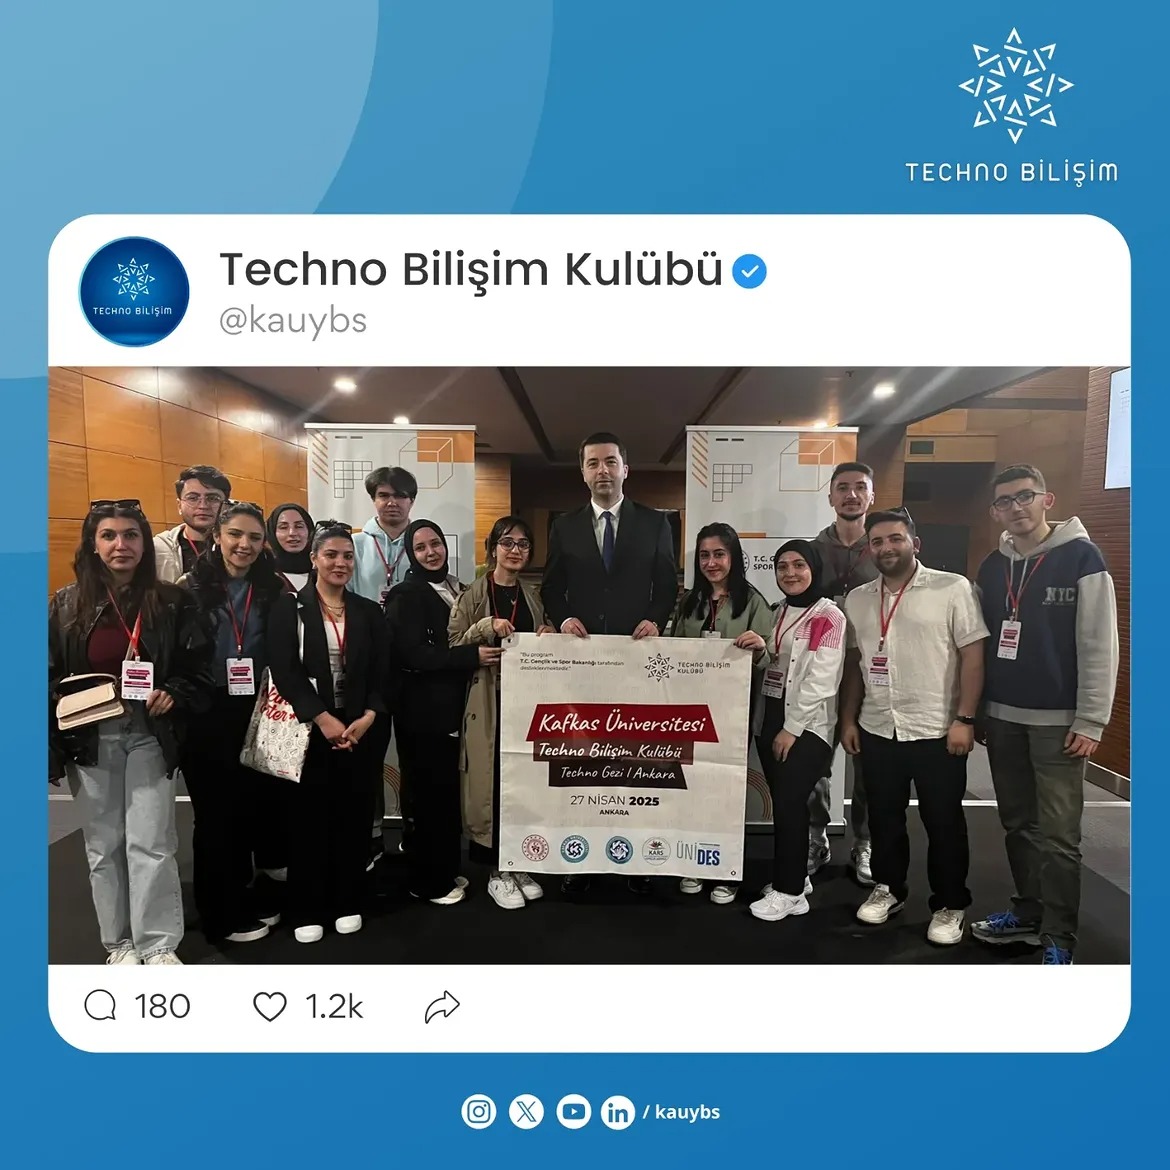 TECHNO BİLİŞİM
Techno Bilişim Kulübü
@kauybs
TECHNO BİLİŞİM
T.C. G
SPOR
NYC
"Bu program
T.C. Gençlik ve Spor Bakanlığı tarafından
desteklenmektedir."
TECHNO BİLİŞİM
KULÜBÜ
Kafkas Üniversitesi
Techno Bilişim Kulübü
Techno Gezi / Ankara
27 NİSAN 2025
ANKARA
KARS
ÜNİDES
180
1.2k
/ kauybs